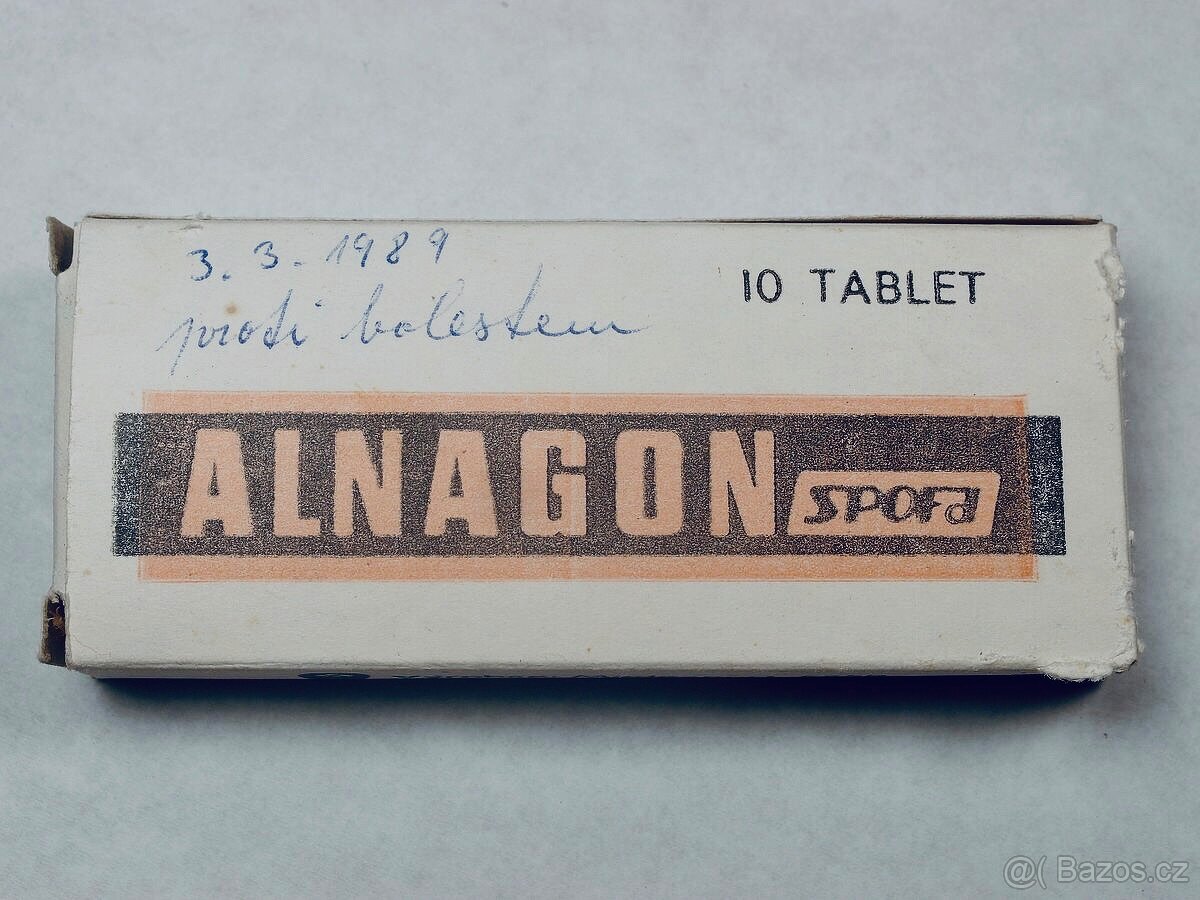 3. 3. 1989
10 TABLET
proti bolestem
ALNAGON SPOFA
@( Bazos.cz